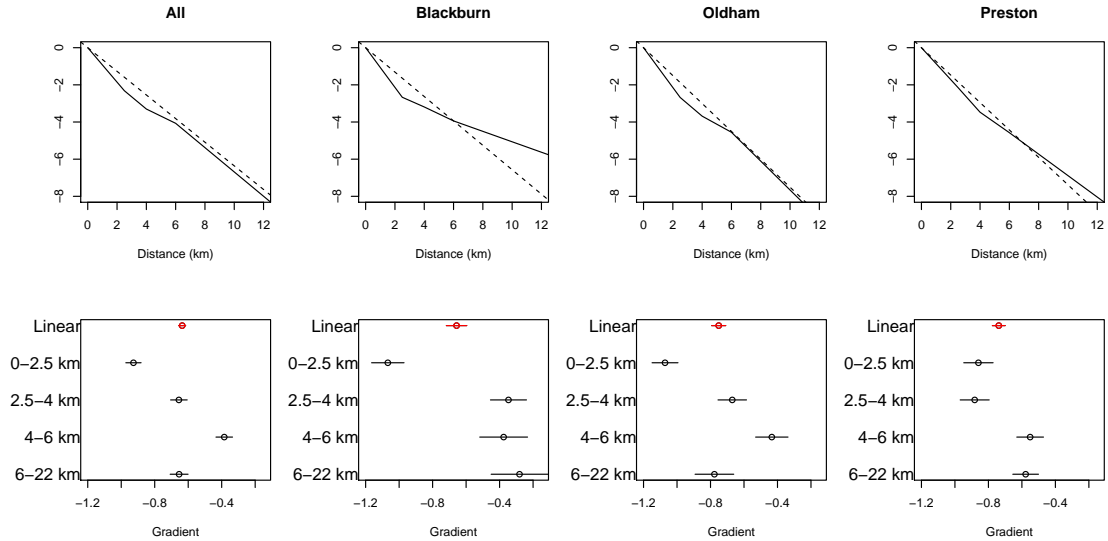 All
Blackburn
Oldham
Preston
0
−2
−4
−6
−8
0 2 4 6 8 10 12
Distance (km)
0
−2
−4
−6
−8
0 2 4 6 8 10 12
Distance (km)
0
−2
−4
−6
−8
0 2 4 6 8 10 12
Distance (km)
0
−2
−4
−6
−8
0 2 4 6 8 10 12
Distance (km)
Linear
0−2.5 km
2.5−4 km
4−6 km
6−22 km
−1.2 −0.8 −0.4
Gradient
Linear
0−2.5 km
2.5−4 km
4−6 km
6−22 km
−1.2 −0.8 −0.4
Gradient
Linear
0−2.5 km
2.5−4 km
4−6 km
6−22 km
−1.2 −0.8 −0.4
Gradient
Linear
0−2.5 km
2.5−4 km
4−6 km
6−22 km
−1.2 −0.8 −0.4
Gradient